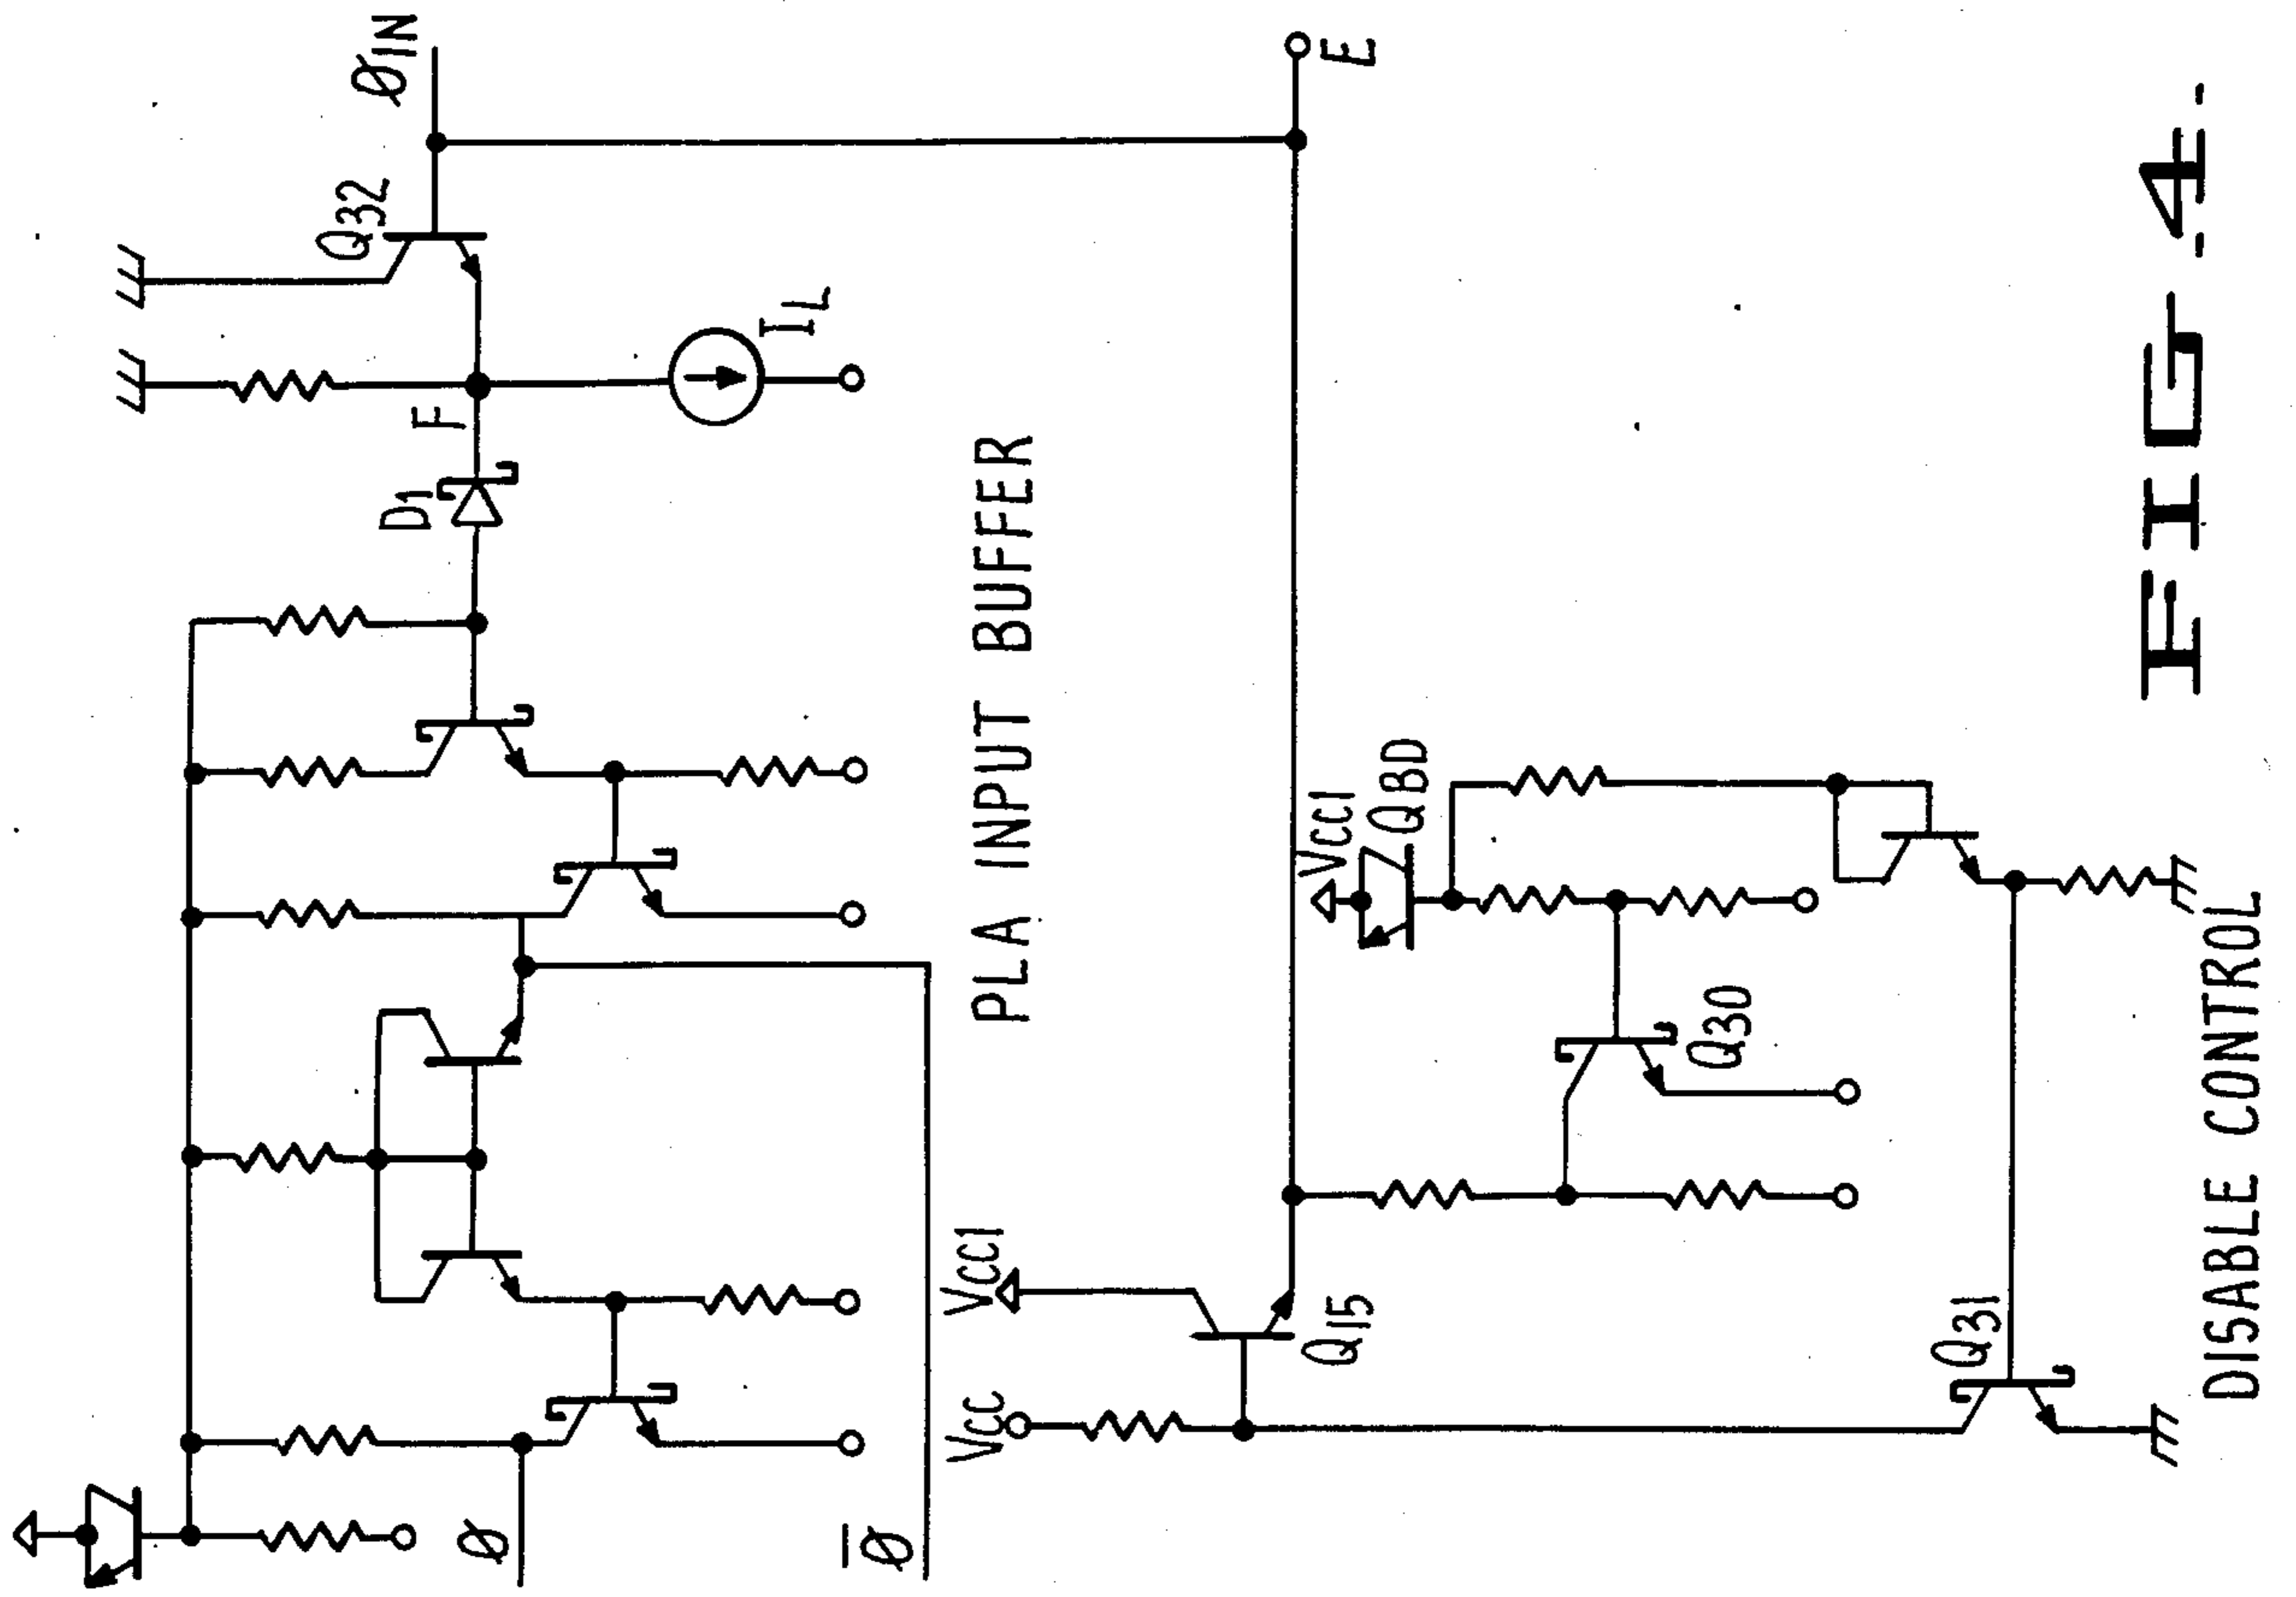 ØIN
Q32
IL
F
D1
PLA INPUT BUFFER
Ø
Ø̅
E
VCC1
VCC
Q15
VCC1
QBD
Q30
Q31
DISABLE CONTROL
FIG-4-